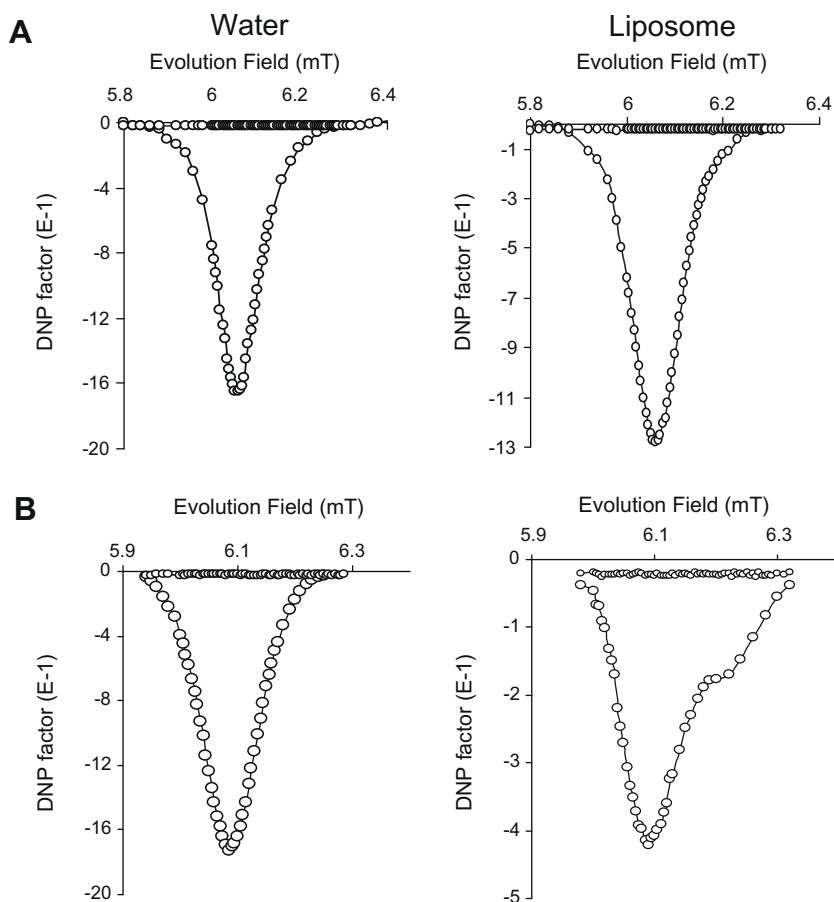 A
Water
Liposome
Evolution Field (mT)
Evolution Field (mT)
5.8 6 6.2 6.4
5.8 6 6.2 6.4
0
-4
-8
-12
-16
-20
DNP factor (E-1)
-1
-3
-5
-7
-9
-11
-13
DNP factor (E-1)
B
Evolution Field (mT)
Evolution Field (mT)
5.9 6.1 6.3
5.9 6.1 6.3
0
-4
-8
-12
-16
-20
DNP factor (E-1)
0
-1
-2
-3
-4
-5
DNP factor (E-1)